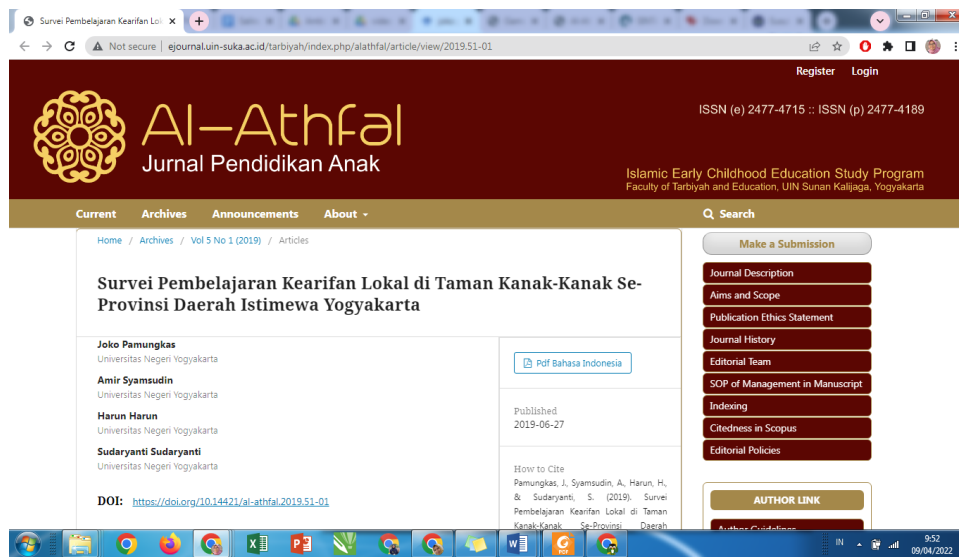 Survei Pembelajaran Kearifan Lok
Not secure | ejournal.uin-suka.ac.id/tarbiyah/index.php/alathfal/article/view/2019.51-01
Register Login
Al-Athfal
Jurnal Pendidikan Anak
ISSN (e) 2477-4715 :: ISSN (p) 2477-4189
Islamic Early Childhood Education Study Program
Faculty of Tarbiyah and Education, UIN Sunan Kalijaga, Yogyakarta
Current Archives Announcements About
Search
Home / Archives / Vol 5 No 1 (2019) / Articles
Survei Pembelajaran Kearifan Lokal di Taman Kanak-Kanak Se-
Provinsi Daerah Istimewa Yogyakarta
Joko Pamungkas
Universitas Negeri Yogyakarta
Amir Syamsudin
Universitas Negeri Yogyakarta
Harun Harun
Universitas Negeri Yogyakarta
Sudaryanti Sudaryanti
Universitas Negeri Yogyakarta
DOI: https://doi.org/10.14421/al-athfal.2019.51-01
Pdf Bahasa Indonesia
Published
2019-06-27
How to Cite
Pamungkas, J., Syamsudin, A., Harun, H.,
& Sudaryanti, S. (2019). Survei
Pembelajaran Kearifan Lokal di Taman
Kanak-Kanak Se-Provinsi Daerah
Make a Submission
Journal Description
Aims and Scope
Publication Ethics Statement
Journal History
Editorial Team
SOP of Management in Manuscript
Indexing
Citedness in Scopus
Editorial Policies
AUTHOR LINK
Author Guidelines
IN
9:52
09/04/2022